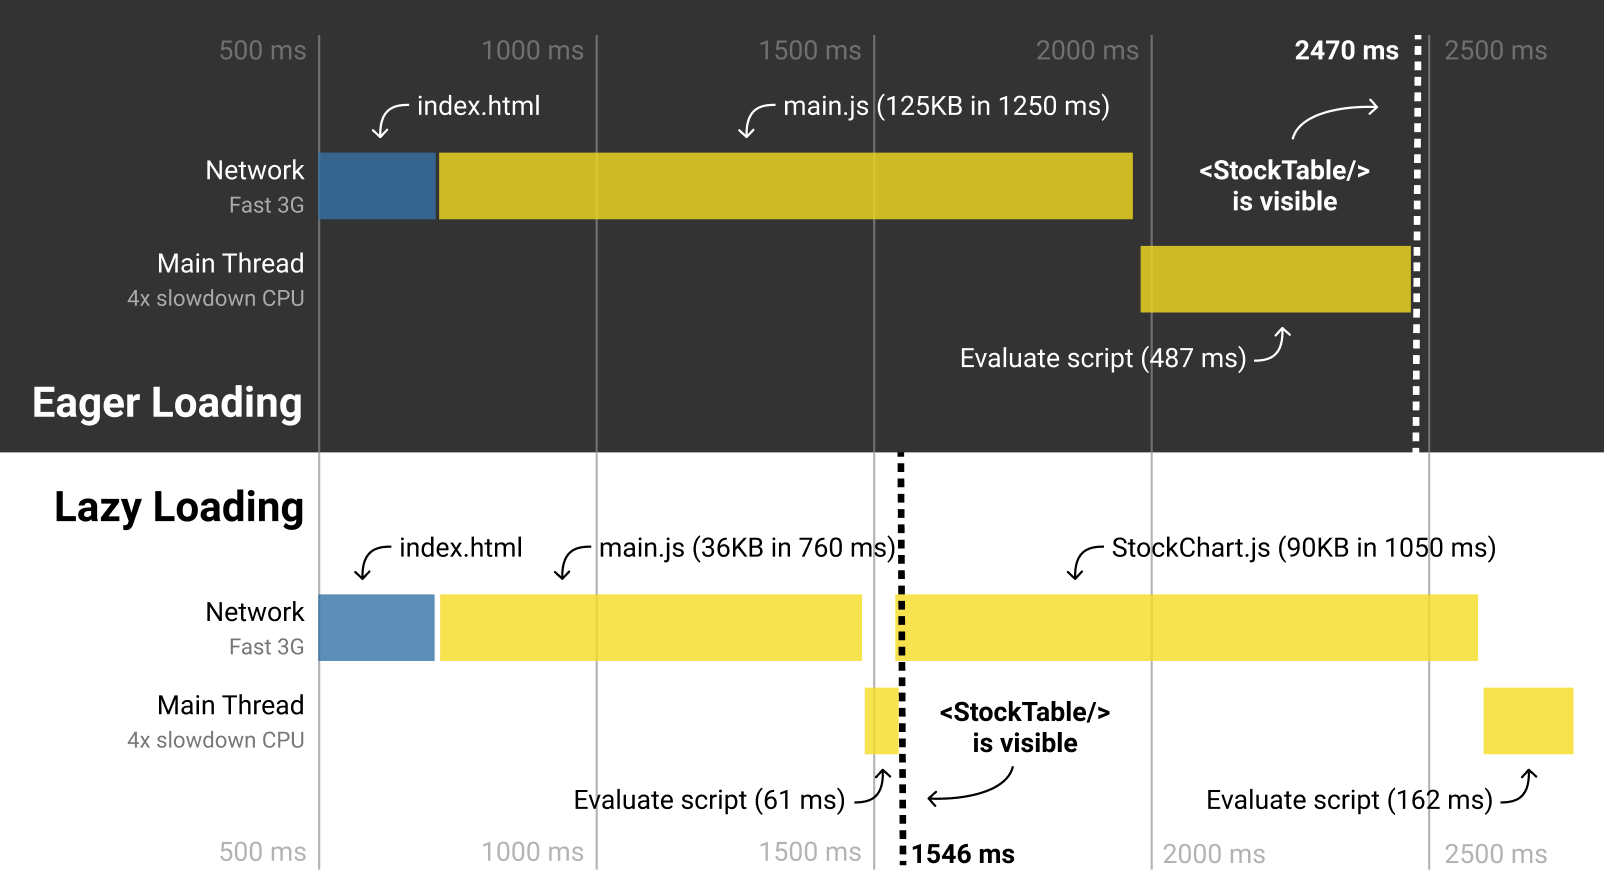 500 ms
1000 ms
1500 ms
2000 ms
2470 ms
2500 ms
index.html
main.js (125KB in 1250 ms)
Network
Fast 3G
<StockTable/>
is visible
Main Thread
4x slowdown CPU
Evaluate script (487 ms)
Eager Loading
Lazy Loading
index.html
main.js (36KB in 760 ms)
StockChart.js (90KB in 1050 ms)
Network
Fast 3G
Main Thread
4x slowdown CPU
<StockTable/>
is visible
Evaluate script (61 ms)
Evaluate script (162 ms)
500 ms
1000 ms
1500 ms
1546 ms
2000 ms
2500 ms